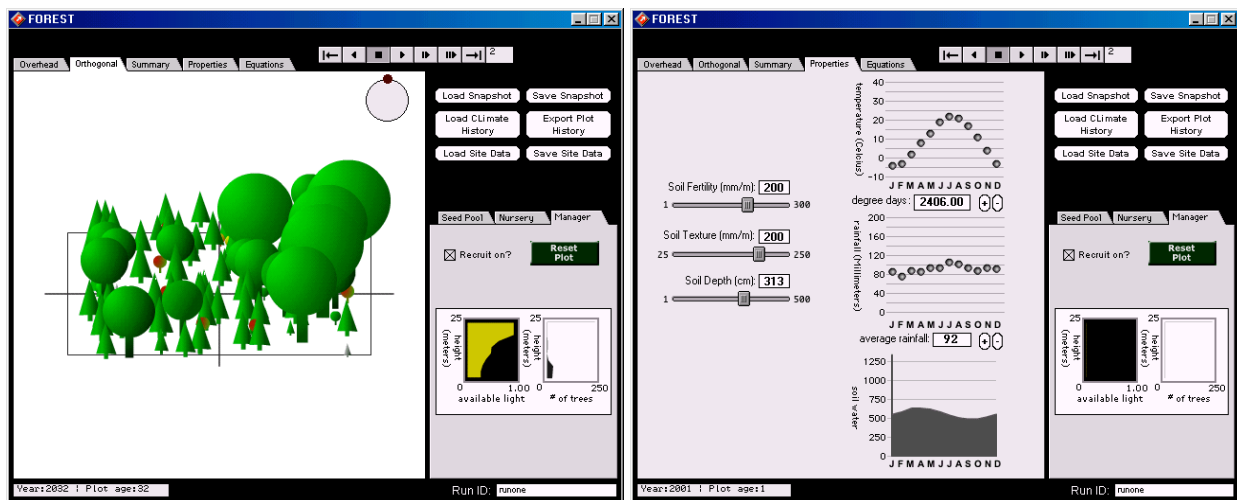 FOREST
2
Overhead Orthogonal Summary Properties Equations
Load Snapshot Save Snapshot
Load CLimate History Export Plot History
Load Site Data Save Site Data
Seed Pool Nursery Manager
Recruit on? Reset Plot
25 25
height (meters) height (meters)
0 1.00 0 250
available light # of trees
Year:2032 | Plot age:32
Run ID: runone
FOREST
2
Overhead Orthogonal Summary Properties Equations
temperature (Celcius)
40
30
20
10
0
-10
J F M A M J J A S O N D
Soil Fertility (mm/m): 200
1 300
degree days : 2406.00 + -
Soil Texture (mm/m): 200
25 250
rainfall (Millimeters)
200
160
120
80
40
0
Soil Depth (cm): 313
1 500
J F M A M J J A S O N D
average rainfall: 92 + -
soil water
1250
1000
750
500
250
0
J F M A M J J A S O N D
Load Snapshot Save Snapshot
Load CLimate History Export Plot History
Load Site Data Save Site Data
Seed Pool Nursery Manager
Recruit on? Reset Plot
25 25
height (meters) height (meters)
0 1.00 0 250
available light # of trees
Year:2001 | Plot age:1
Run ID: runone